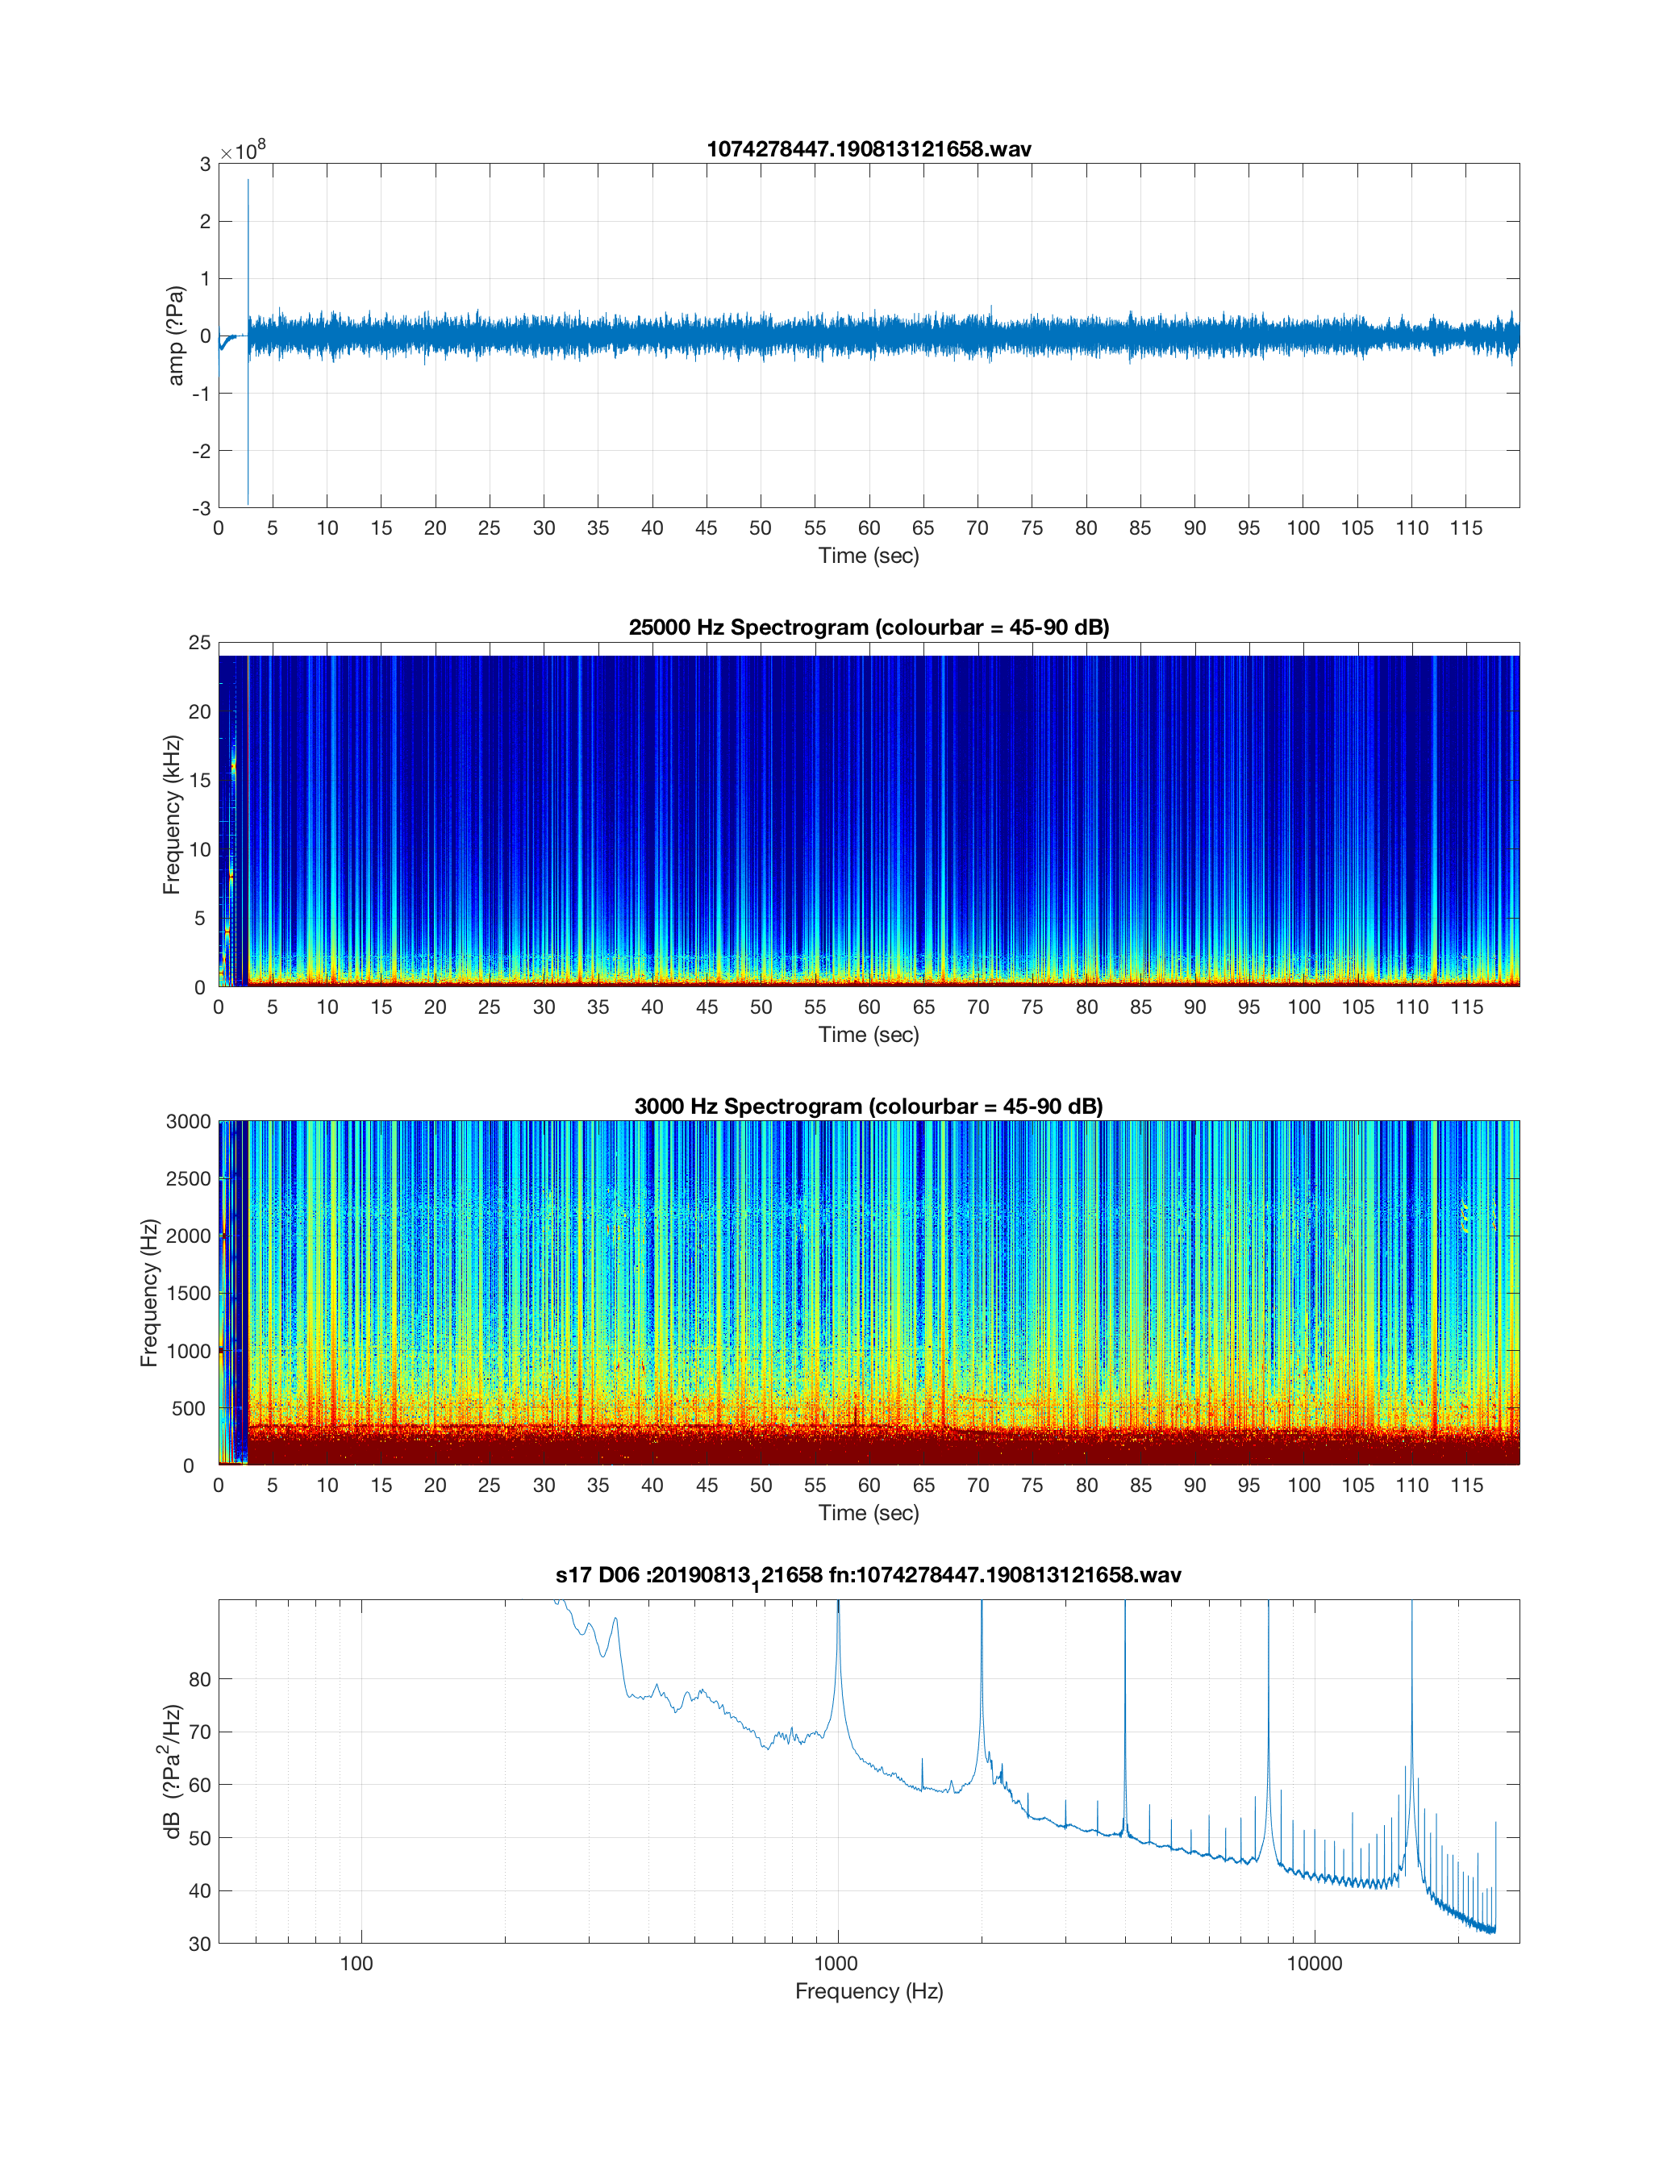 1074278447.190813121658.wav
×10^8
3
2
1
0
-1
-2
-3
amp (?Pa)
0 5 10 15 20 25 30 35 40 45 50 55 60 65 70 75 80 85 90 95 100 105 110 115
Time (sec)
25000 Hz Spectrogram (colourbar = 45-90 dB)
25
20
15
10
5
0
Frequency (kHz)
0 5 10 15 20 25 30 35 40 45 50 55 60 65 70 75 80 85 90 95 100 105 110 115
Time (sec)
3000 Hz Spectrogram (colourbar = 45-90 dB)
3000
2500
2000
1500
1000
500
0
Frequency (Hz)
0 5 10 15 20 25 30 35 40 45 50 55 60 65 70 75 80 85 90 95 100 105 110 115
Time (sec)
s17 D06 :20190813_121658 fn:1074278447.190813121658.wav
80
70
60
50
40
30
dB (?Pa^2/Hz)
100 1000 10000
Frequency (Hz)